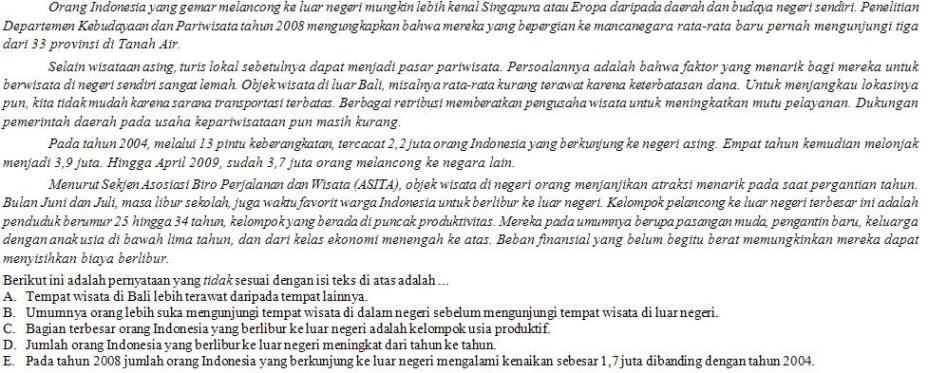 Orang Indonesia yang gemar melancong ke luar negeri mungkin lebih kenal Singapura atau Eropa daripada daerah dan budaya negeri sendiri. Penelitian
Departemen Kebudayaan dan Pariwisata tahun 2008 mengungkapkan bahwa mereka yang bepergian ke mancanegara rata-rata baru pernah mengunjungi tiga
dari 33 provinsi di Tanah Air.
Selain wisataan asing, turis lokal sebetulnya dapat menjadi pasar pariwisata. Persoalannya adalah bahwa faktor yang menarik bagi mereka untuk
berwisata di negeri sendiri sangat lemah. Objek wisata di luar Bali, misalnya rata-rata kurang terawat karena keterbatasan dana. Untuk menjangkau lokasinya
pun, kita tidak mudah karena sarana transportasi terbatas. Berbagai retribusi memberatkan pengusaha wisata untuk meningkatkan mutu pelayanan. Dukungan
pemerintah daerah pada usaha kepariwisataan pun masih kurang.
Pada tahun 2004, melalui 13 pintu keberangkatan, tercacat 2,2 juta orang Indonesia yang berkunjung ke negeri asing. Empat tahun kemudian melonjak
menjadi 3,9 juta. Hingga April 2009, sudah 3,7 juta orang melancong ke negara lain.
Menurut Sekjen Asosiasi Biro Perjalanan dan Wisata (ASITA), objek wisata di negeri orang menjanjikan atraksi menarik pada saat pergantian tahun.
Bulan Juni dan Juli, masa libur sekolah, juga waktu favorit warga Indonesia untuk berlibur ke luar negeri. Kelompok pelancong ke luar negeri terbesar ini adalah
penduduk berumur 25 hingga 34 tahun, kelompok yang berada di puncak produktivitas. Mereka pada umumnya berupa pasangan muda, pengantin baru, keluarga
dengan anak usia di bawah lima tahun, dan dari kelas ekonomi menengah ke atas. Beban finansial yang belum begitu berat memungkinkan mereka dapat
menyisihkan biaya berlibur.
Berikut ini adalah pernyataan yang tidak sesuai dengan isi teks di atas adalah ...
A. Tempat wisata di Bali lebih terawat daripada tempat lainnya.
B. Umumnya orang lebih suka mengunjungi tempat wisata di dalam negeri sebelum mengunjungi tempat wisata di luar negeri.
C. Bagian terbesar orang Indonesia yang berlibur ke luar negeri adalah kelompok usia produktif.
D. Jumlah orang Indonesia yang berlibur ke luar negeri meningkat dari tahun ke tahun.
E. Pada tahun 2008 jumlah orang Indonesia yang berkunjung ke luar negeri mengalami kenaikan sebesar 1,7 juta dibanding dengan tahun 2004.